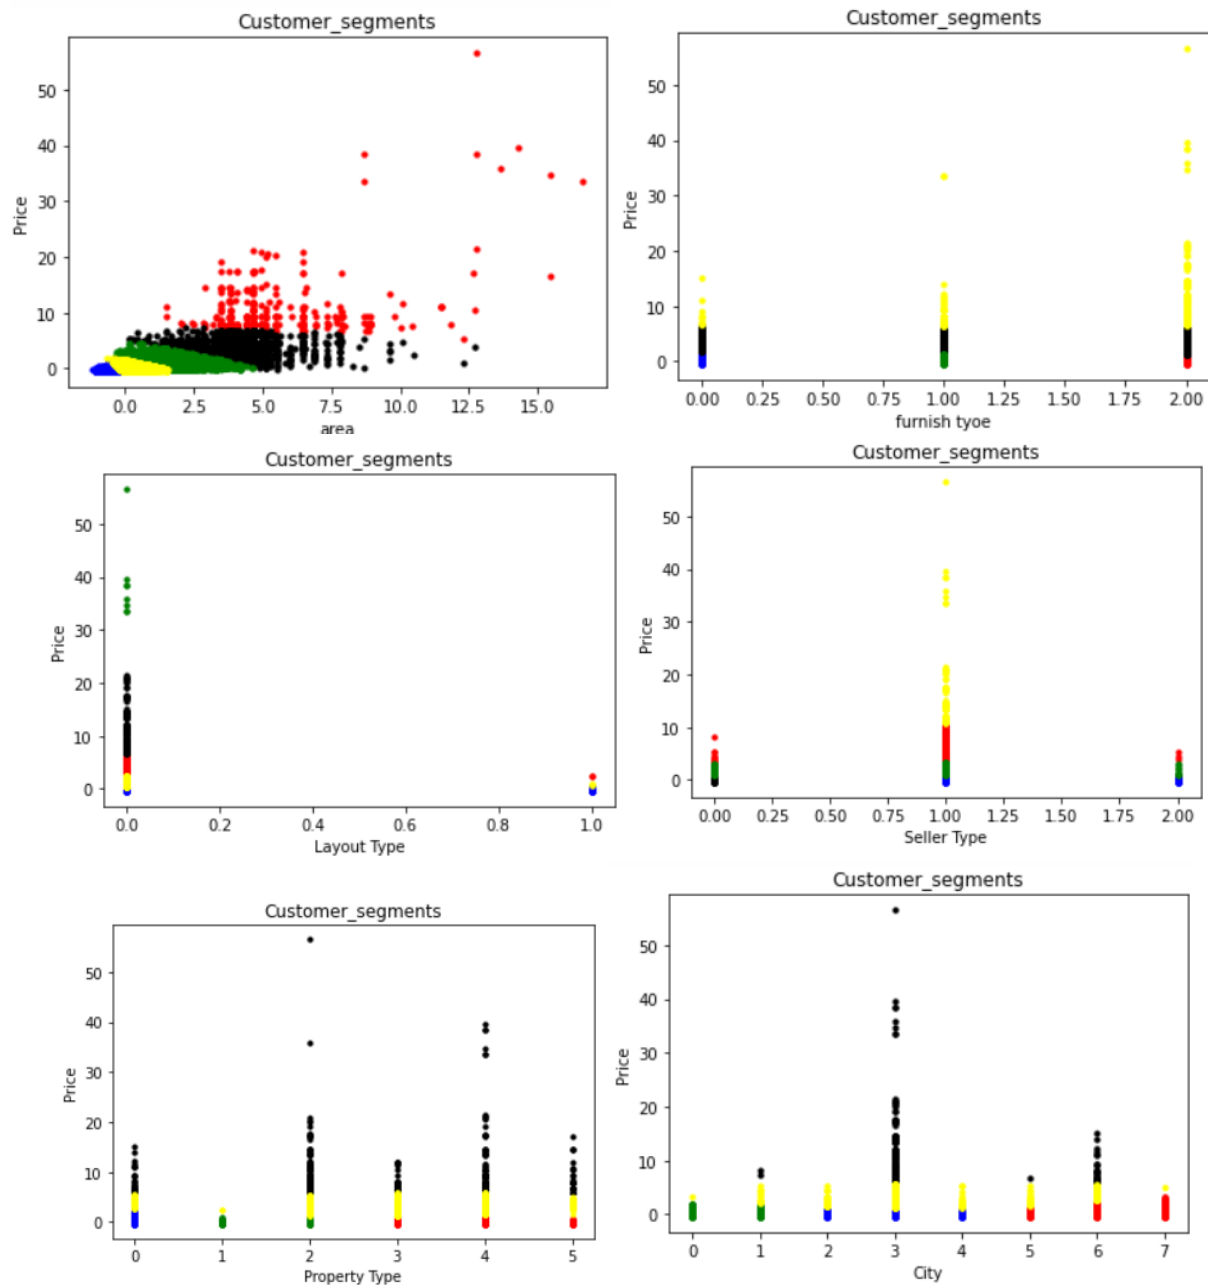 Customer_segments
50
40
30
20
10
0
Price
0.0 2.5 5.0 7.5 10.0 12.5 15.0
area
Customer_segments
50
40
30
20
10
0
Price
0.00 0.25 0.50 0.75 1.00 1.25 1.50 1.75 2.00
furnish tyoe
Customer_segments
50
40
30
20
10
0
Price
0.0 0.2 0.4 0.6 0.8 1.0
Layout Type
Customer_segments
50
40
30
20
10
0
Price
0.00 0.25 0.50 0.75 1.00 1.25 1.50 1.75 2.00
Seller Type
Customer_segments
50
40
30
20
10
0
Price
0 1 2 3 4 5
Property Type
Customer_segments
50
40
30
20
10
0
Price
0 1 2 3 4 5 6 7
City